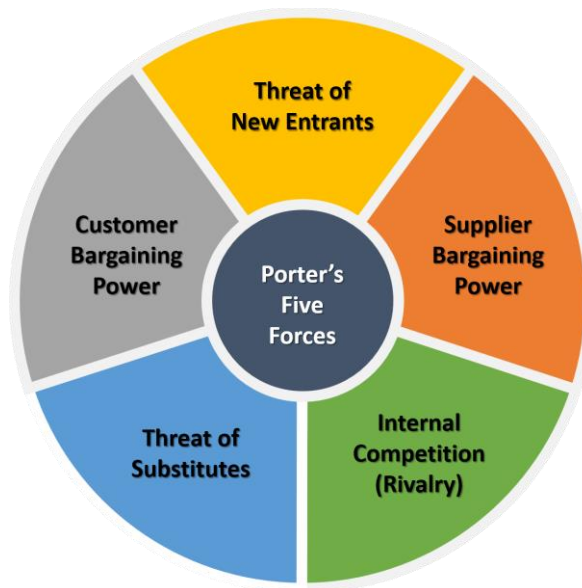 Threat of
New Entrants
Customer
Bargaining
Power
Supplier
Bargaining
Power
Porter's
Five
Forces
Threat of
Substitutes
Internal
Competition
(Rivalry)